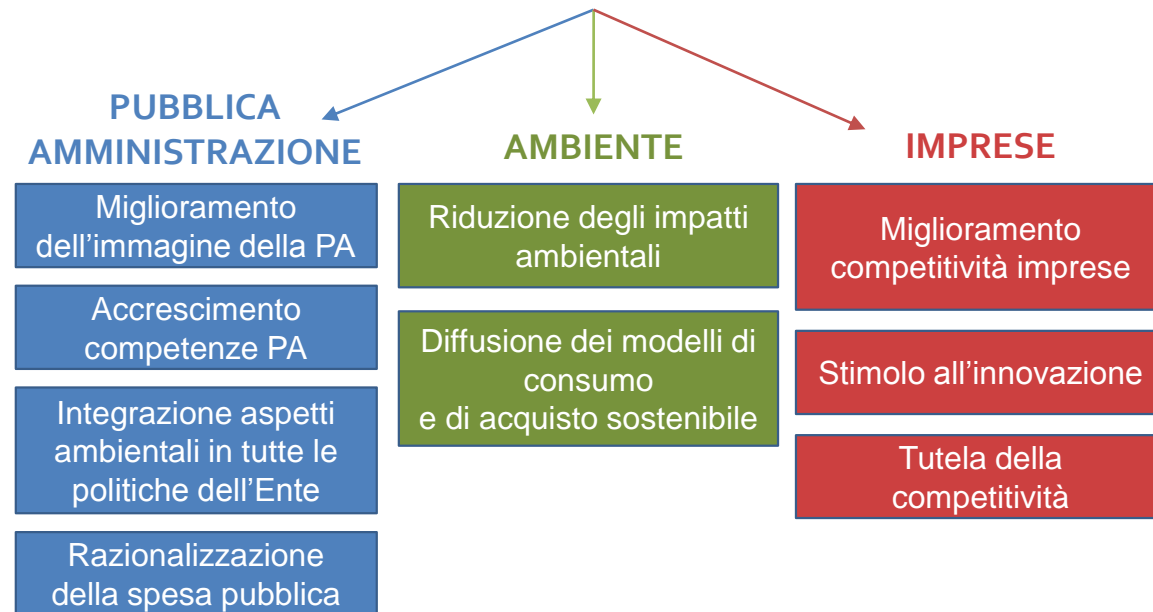 PUBBLICA
AMMINISTRAZIONE
Miglioramento
dell’immagine della PA
Accrescimento
competenze PA
Integrazione aspetti
ambientali in tutte le
politiche dell’Ente
Razionalizzazione
della spesa pubblica
AMBIENTE
Riduzione degli impatti
ambientali
Diffusione dei modelli di
consumo
e di acquisto sostenibile
IMPRESE
Miglioramento
competitività imprese
Stimolo all’innovazione
Tutela della
competitività